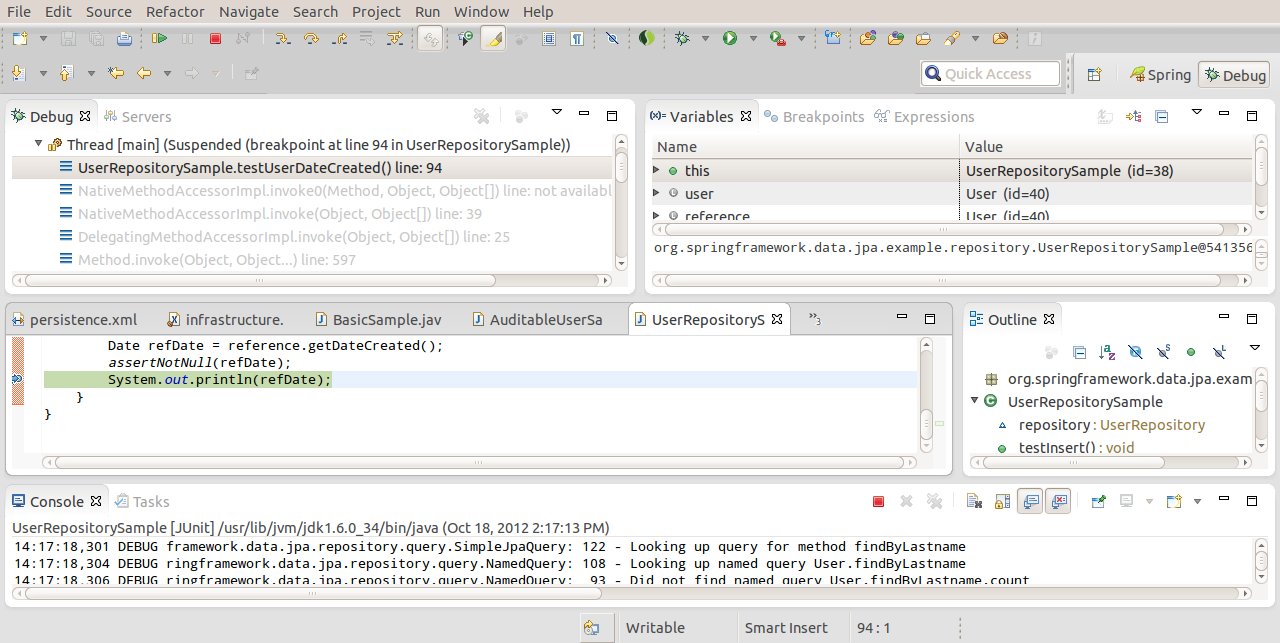 File Edit Source Refactor Navigate Search Project Run Window Help
Quick Access
Spring
Debug
Debug
Servers
Thread [main] (Suspended (breakpoint at line 94 in UserRepositorySample))
UserRepositorySample.testUserDateCreated() line: 94
NativeMethodAccessorImpl.invoke0(Method, Object, Object[]) line: not availabl
NativeMethodAccessorImpl.invoke(Object, Object[]) line: 39
DelegatingMethodAccessorImpl.invoke(Object, Object[]) line: 25
Method.invoke(Object, Object...) line: 597
(x)= Variables
Breakpoints
Expressions
Name Value
this UserRepositorySample (id=38)
user User (id=40)
reference User (id=40)
org.springframework.data.jpa.example.repository.UserRepositorySample@541356
persistence.xml
infrastructure.
BasicSample.jav
AuditableUserSa
UserRepositoryS
»3
Date refDate = reference.getDateCreated();
assertNotNull(refDate);
System.out.println(refDate);
}
}
Outline
org.springframework.data.jpa.exam
UserRepositorySample
repository : UserRepository
testInsert() : void
Console
Tasks
UserRepositorySample [JUnit] /usr/lib/jvm/jdk1.6.0_34/bin/java (Oct 18, 2012 2:17:13 PM)
14:17:18,301 DEBUG framework.data.jpa.repository.query.SimpleJpaQuery: 122 - Looking up query for method findByLastname
14:17:18,304 DEBUG ringframework.data.jpa.repository.query.NamedQuery: 108 - Looking up named query User.findByLastname
14:17:18,306 DEBUG ringframework.data.jpa.repository.query.NamedQuery:  93 - Did not find named query User.findByLastname.count
Writable
Smart Insert
94 : 1